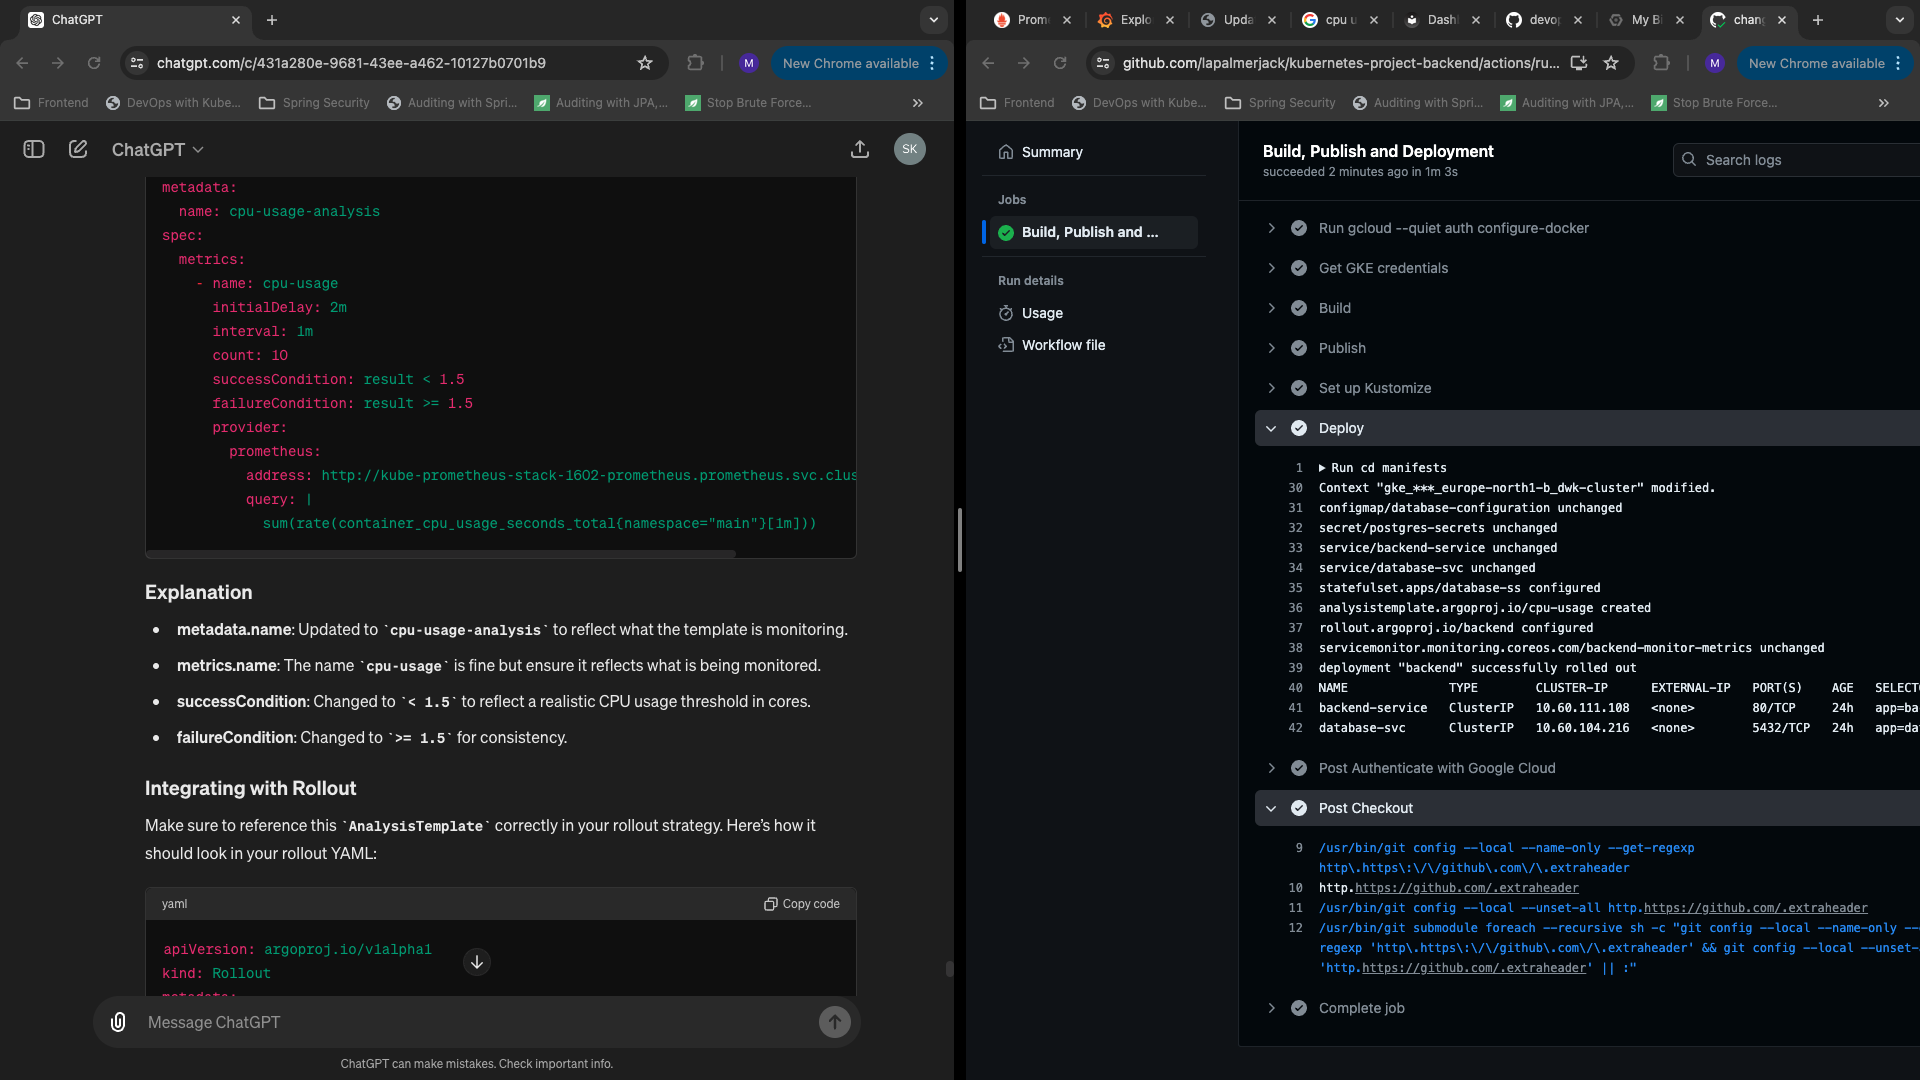 ChatGPT
chatgpt.com/c/431a280e-9681-43ee-a462-10127b0701b9
M
New Chrome available
Frontend
DevOps with Kube...
Spring Security
Auditing with Spri...
Auditing with JPA,...
Stop Brute Force...
»
ChatGPT
SK
metadata:
name: cpu-usage-analysis
spec:
metrics:
- name: cpu-usage
initialDelay: 2m
interval: 1m
count: 10
successCondition: result < 1.5
failureCondition: result >= 1.5
provider:
prometheus:
address: http://kube-prometheus-stack-1602-prometheus.prometheus.svc.clus
query: |
sum(rate(container_cpu_usage_seconds_total{namespace="main"}[1m]))
Explanation
• metadata.name: Updated to `cpu-usage-analysis` to reflect what the template is monitoring.
• metrics.name: The name `cpu-usage` is fine but ensure it reflects what is being monitored.
• successCondition: Changed to `< 1.5` to reflect a realistic CPU usage threshold in cores.
• failureCondition: Changed to `>= 1.5` for consistency.
Integrating with Rollout
Make sure to reference this `AnalysisTemplate` correctly in your rollout strategy. Here's how it
should look in your rollout YAML:
yaml
Copy code
apiVersion: argoproj.io/v1alpha1
kind: Rollout
metadata:
Message ChatGPT
ChatGPT can make mistakes. Check important info.
Prome
Explo
Upda
cpu u
Dash
devop
My Bi
chang
github.com/lapalmerjack/kubernetes-project-backend/actions/ru...
M
New Chrome available
Frontend
DevOps with Kube...
Spring Security
Auditing with Spri...
Auditing with JPA,...
Stop Brute Force...
»
Summary
Jobs
Build, Publish and ...
Run details
Usage
Workflow file
Build, Publish and Deployment
succeeded 2 minutes ago in 1m 3s
Search logs
Run gcloud --quiet auth configure-docker
Get GKE credentials
Build
Publish
Set up Kustomize
Deploy
1 ▶ Run cd manifests
30 Context "gke_***_europe-north1-b_dwk-cluster" modified.
31 configmap/database-configuration unchanged
32 secret/postgres-secrets unchanged
33 service/backend-service unchanged
34 service/database-svc unchanged
35 statefulset.apps/database-ss configured
36 analysistemplate.argoproj.io/cpu-usage created
37 rollout.argoproj.io/backend configured
38 servicemonitor.monitoring.coreos.com/backend-monitor-metrics unchanged
39 deployment "backend" successfully rolled out
40 NAME TYPE CLUSTER-IP EXTERNAL-IP PORT(S) AGE SELECTO
41 backend-service ClusterIP 10.60.111.108 <none> 80/TCP 24h app=ba
42 database-svc ClusterIP 10.60.104.216 <none> 5432/TCP 24h app=da
Post Authenticate with Google Cloud
Post Checkout
9 /usr/bin/git config --local --name-only --get-regexp
http\.https\:\/\/github\.com\/\.extraheader
10 http.https://github.com/.extraheader
11 /usr/bin/git config --local --unset-all http.https://github.com/.extraheader
12 /usr/bin/git submodule foreach --recursive sh -c "git config --local --name-only --
regexp 'http\.https\:\/\/github\.com\/\.extraheader' && git config --local --unset-
'http.https://github.com/.extraheader' || :"
Complete job